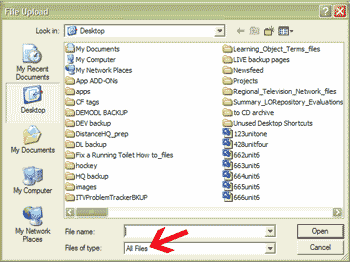 File Upload
Look in:
Desktop
My Recent
Documents
Desktop
My Documents
My Computer
My Network
Places
My Documents
My Computer
My Network Places
App ADD-ONs
apps
CF tags
DEMODL BACKUP
DEV backup
DistanceHQ_prep
DL backup
Fix a Running Toilet How to_files
hockey
HQ backup
images
ITVProblemTrackerBKUP
Learning_Object_Terms_files
LIVE backup pages
Newsfeed
Projects
Regional_Television_Network_files
Summary_LORepository_Evaluations
to CD archive
Unused Desktop Shortcuts
123unitone
428unitfour
662unit6
663unit6
664unit6
665unit6
666unit6
File name:
Open
Files of type:
All Files
Cancel